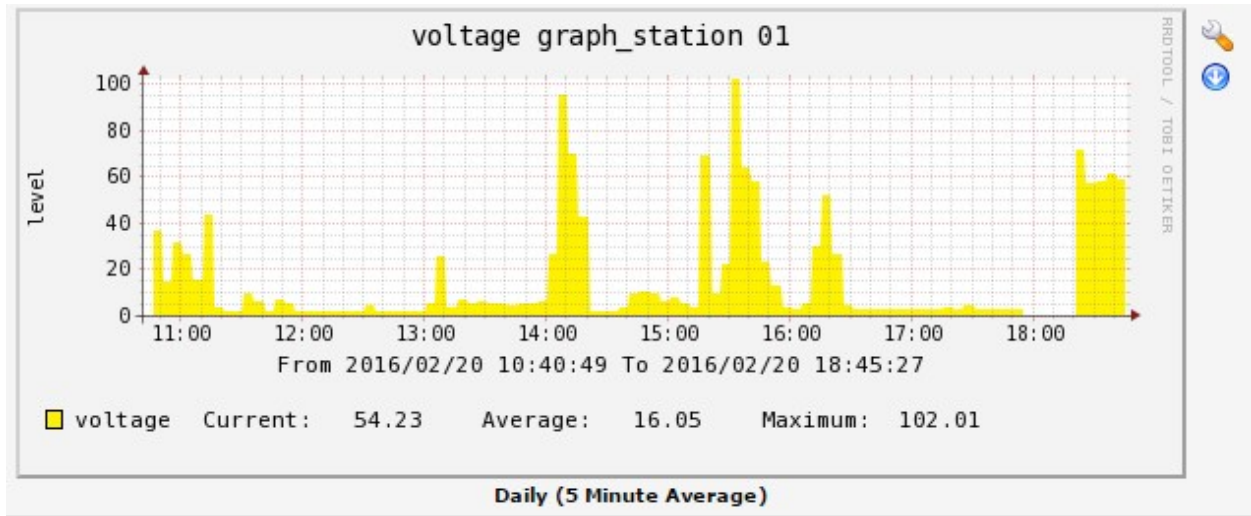 voltage graph_station 01
RRDTOOL / TOBI OETIKER
level
100
80
60
40
20
0
11:00 12:00 13:00 14:00 15:00 16:00 17:00 18:00
From 2016/02/20 10:40:49 To 2016/02/20 18:45:27
voltage Current: 54.23 Average: 16.05 Maximum: 102.01
Daily (5 Minute Average)